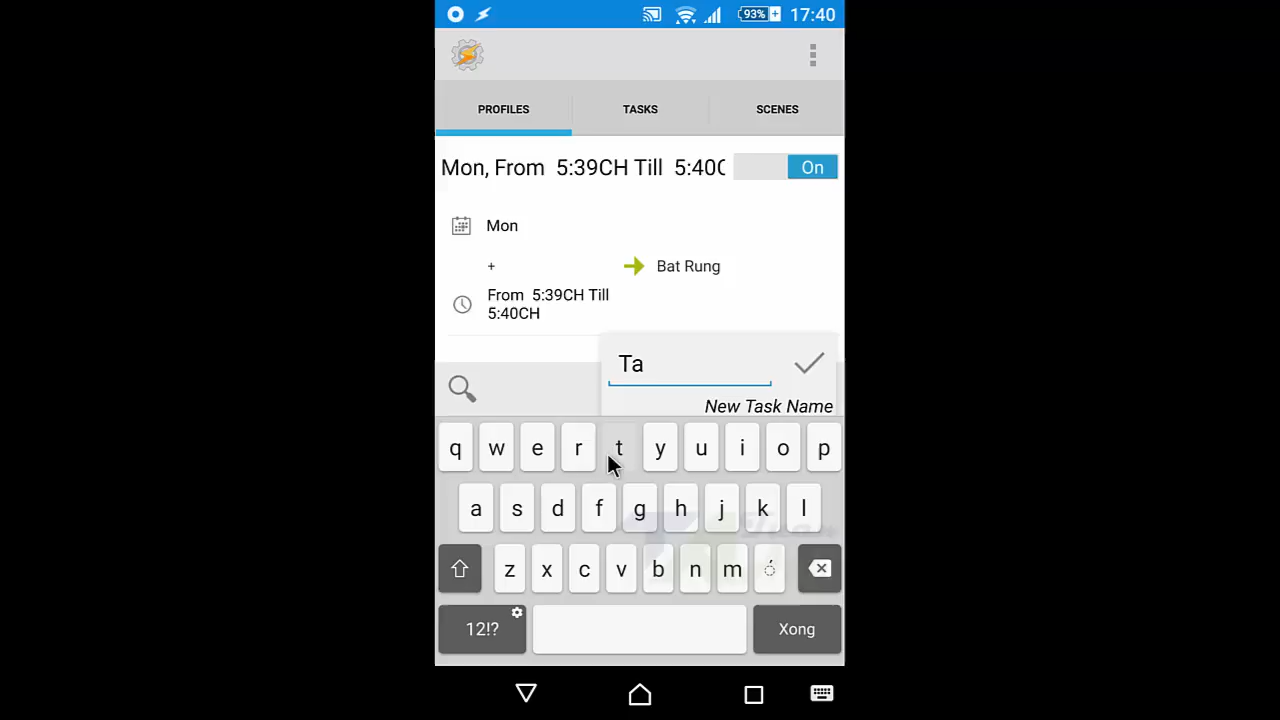 93% 17:40
PROFILES TASKS SCENES
Mon, From 5:39CH Till 5:40C On
Mon
+ Bat Rung
From 5:39CH Till
5:40CH
Ta
New Task Name
q w e r t y u i o p
a s d f g h j k l
z x c v b n m
12!? Xong